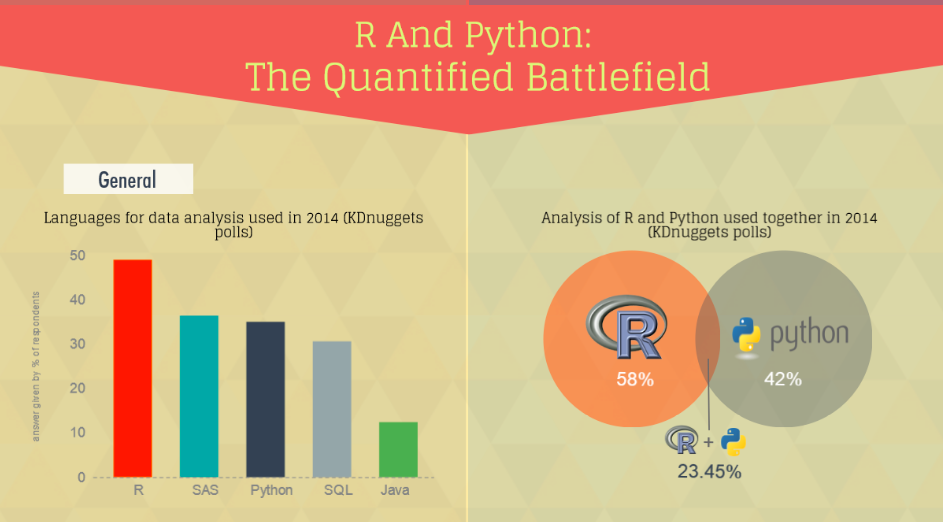 R And Python:
The Quantified Battlefield
General
Languages for data analysis used in 2014 (KDnuggets
polls)
answer given by % of respondents
50
40
30
20
10
0
R
SAS
Python
SQL
Java
Analysis of R and Python used together in 2014
(KDnuggets polls)
R
python
58%
42%
R +
23.45%